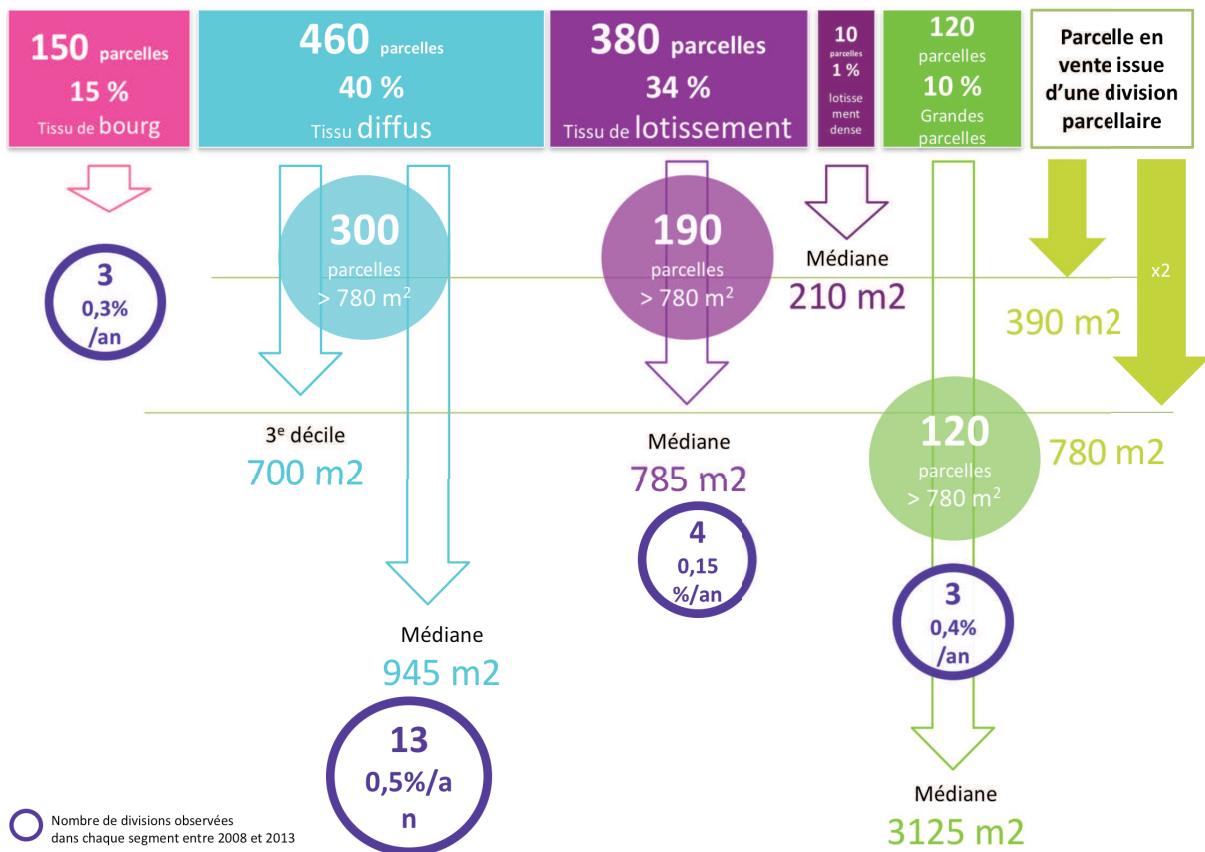 150 parcelles
15 %
Tissu de bourg
460 parcelles
40 %
Tissu diffus
380 parcelles
34 %
Tissu de lotissement
10
parcelles
1 %
lotisse
ment
dense
120
parcelles
10 %
Grandes
parcelles
Parcelle en
vente issue
d'une division
parcellaire
300
parcelles
> 780 m²
190
parcelles
> 780 m²
Médiane
210 m2
x2
390 m2
3
0,3%
/an
3e décile
700 m2
Médiane
785 m2
120
parcelles
> 780 m²
780 m2
4
0,15
%/an
3
0,4%
/an
Médiane
945 m2
13
0,5%/a
n
Médiane
3125 m2
Nombre de divisions observées
dans chaque segment entre 2008 et 2013